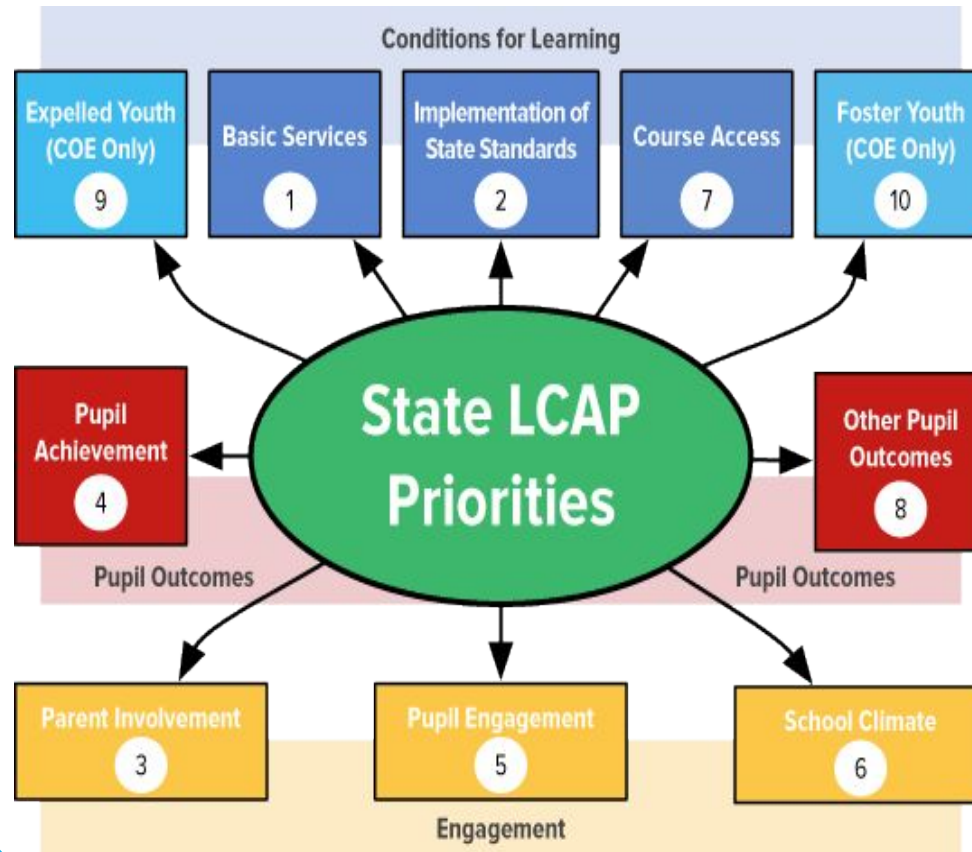 Conditions for Learning
Expelled Youth
(COE Only)
9
Basic Services
1
Implementation of
State Standards
2
Course Access
7
Foster Youth
(COE Only)
10
State LCAP
Priorities
Pupil
Achievement
4
Other Pupil
Outcomes
8
Pupil Outcomes
Pupil Outcomes
Parent Involvement
3
Pupil Engagement
5
School Climate
6
Engagement